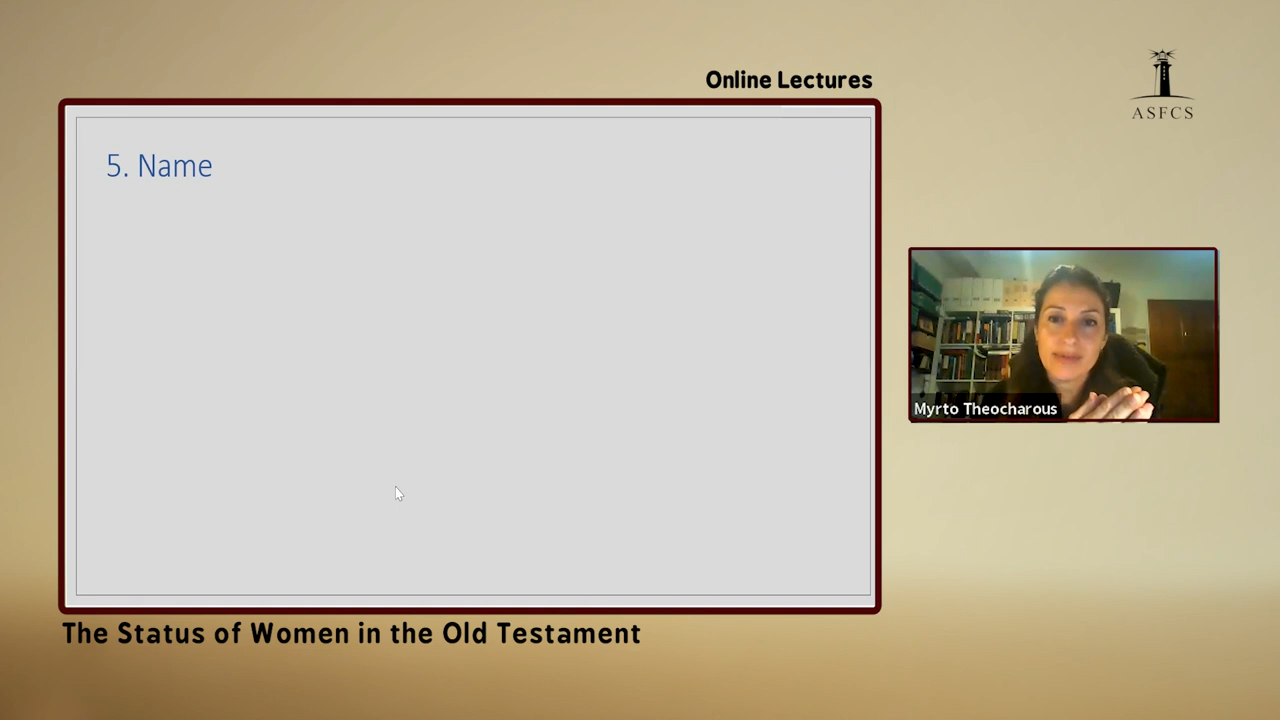 Online Lectures
ASFCS
5. Name
Myrto Theocharous
The Status of Women in the Old Testament